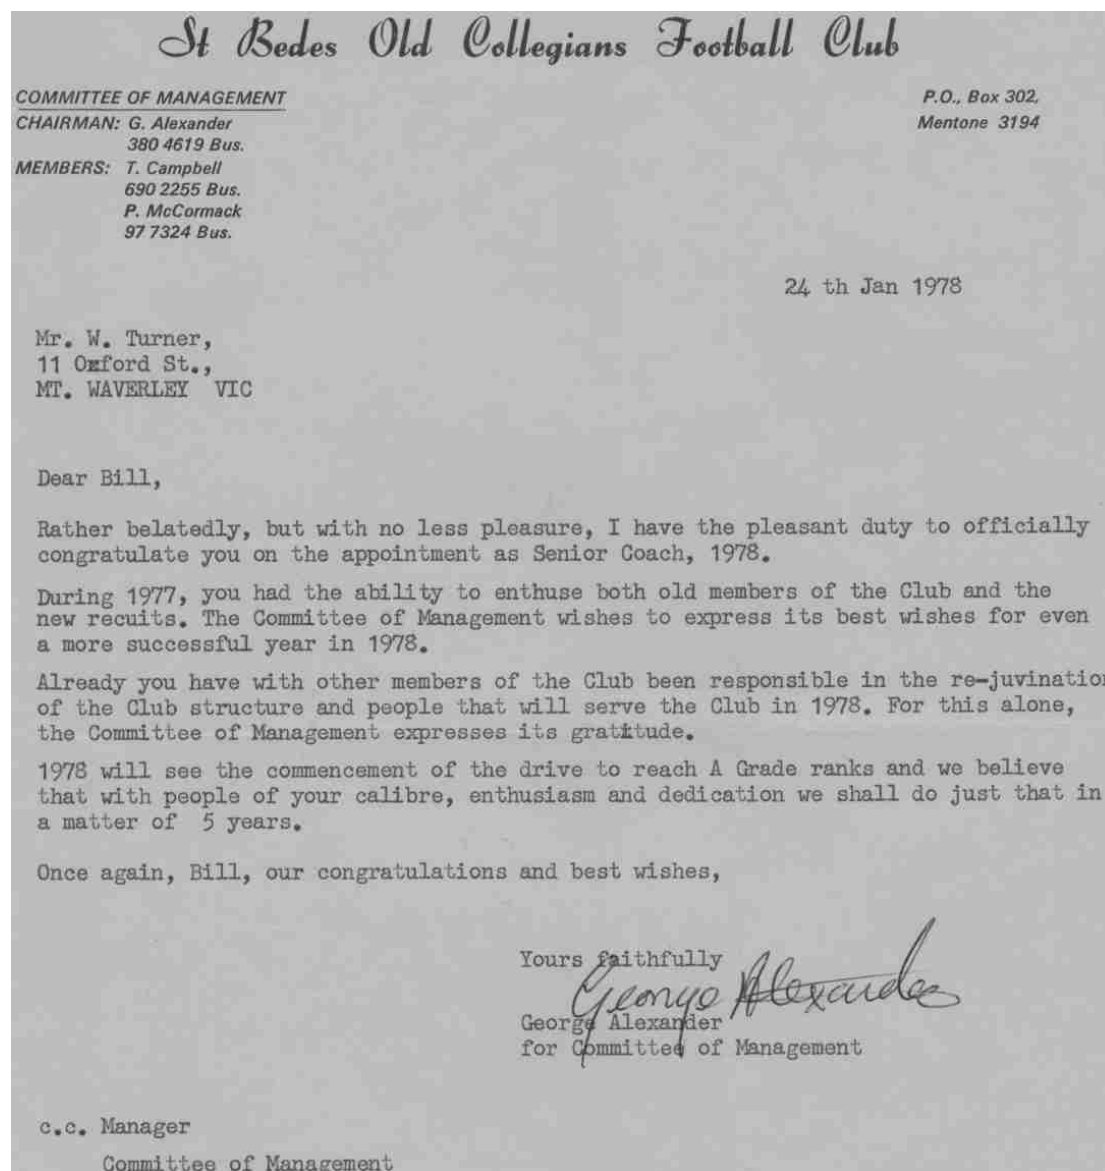 St Bedes Old Collegians Football Club
COMMITTEE OF MANAGEMENT
CHAIRMAN: G. Alexander
380 4619 Bus.
MEMBERS: T. Campbell
690 2255 Bus.
P. McCormack
97 7324 Bus.
P.O., Box 302,
Mentone 3194
24 th Jan 1978
Mr. W. Turner,
11 Oxford St.,
MT. WAVERLEY VIC
Dear Bill,
Rather belatedly, but with no less pleasure, I have the pleasant duty to officially
congratulate you on the appointment as Senior Coach, 1978.
During 1977, you had the ability to enthuse both old members of the Club and the
new recuits. The Committee of Management wishes to express its best wishes for even
a more successful year in 1978.
Already you have with other members of the Club been responsible in the re-juvination
of the Club structure and people that will serve the Club in 1978. For this alone,
the Committee of Management expresses its gratitude.
1978 will see the commencement of the drive to reach A Grade ranks and we believe
that with people of your calibre, enthusiasm and dedication we shall do just that in
a matter of 5 years.
Once again, Bill, our congratulations and best wishes,
Yours faithfully
George Alexander
George Alexander
for Committee of Management
c.c. Manager
Committee of Management